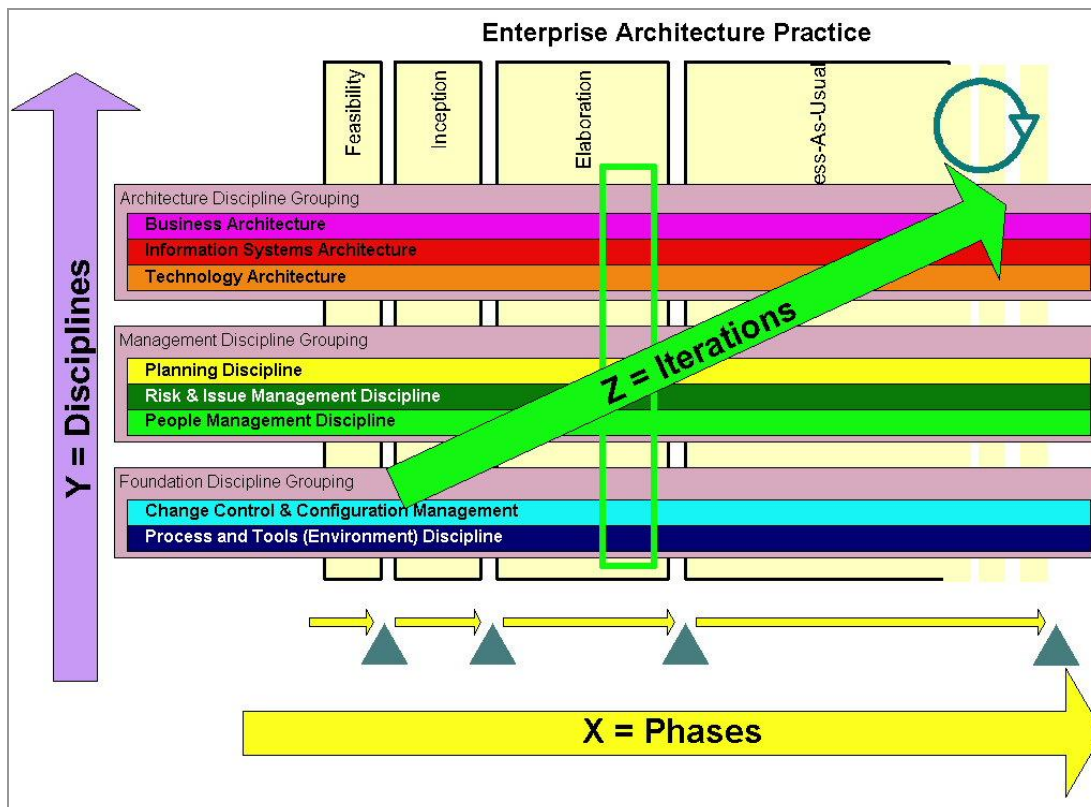 Enterprise Architecture Practice
Feasibility
Inception
Elaboration
ess-As-Usual
Architecture Discipline Grouping
Business Architecture
Information Systems Architecture
Technology Architecture
Management Discipline Grouping
Planning Discipline
Risk & Issue Management Discipline
People Management Discipline
Foundation Discipline Grouping
Change Control & Configuration Management
Process and Tools (Environment) Discipline
Y = Disciplines
Z = Iterations
X = Phases